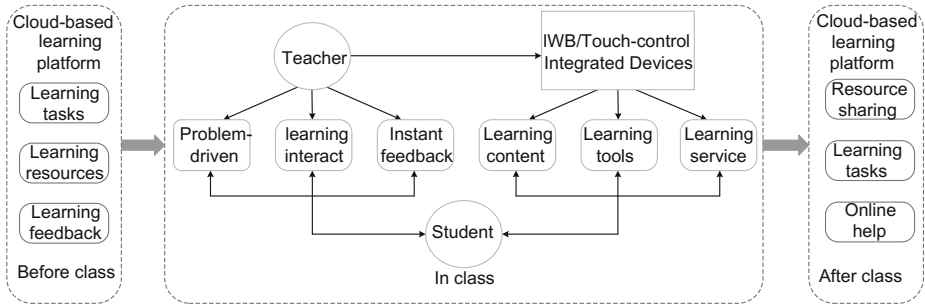 Cloud-based
learning
platform
Learning
tasks
Learning
resources
Learning
feedback
Before class
Teacher
IWB/Touch-control
Integrated Devices
Problem-
driven
learning
interact
Instant
feedback
Learning
content
Learning
tools
Learning
service
Student
In class
Cloud-based
learning
platform
Resource
sharing
Learning
tasks
Online
help
After class